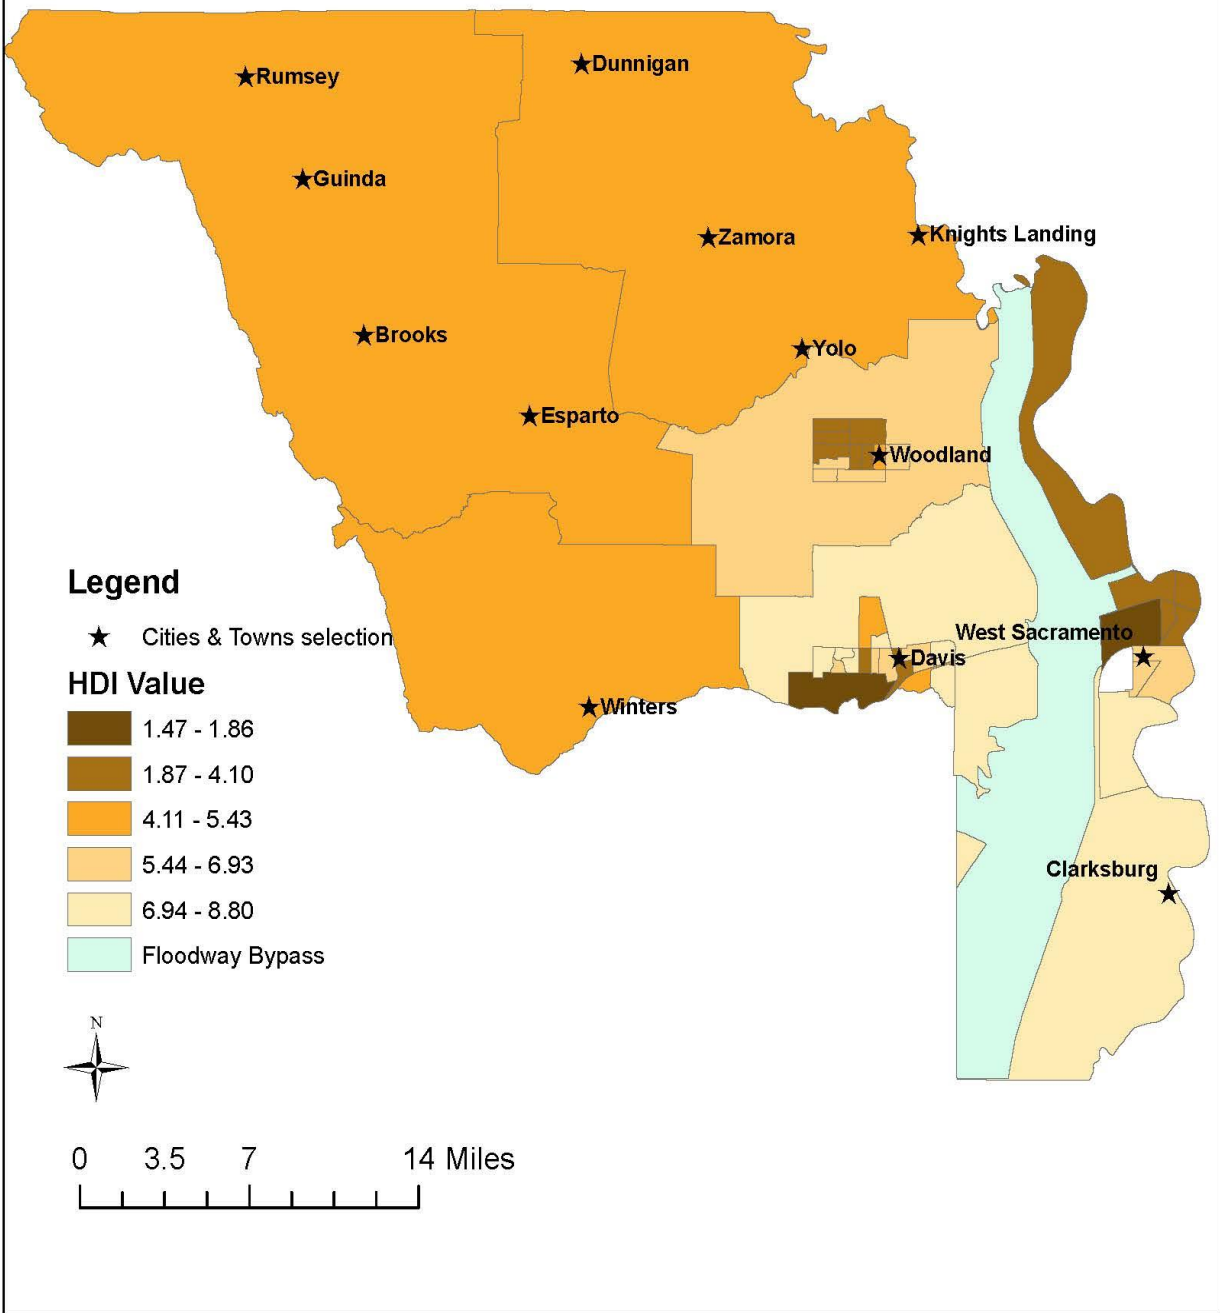 Rumsey
Dunnigan
Guinda
Zamora
Knights Landing
Brooks
Yolo
Esparto
Woodland
West Sacramento
Davis
Winters
Clarksburg
Legend
Cities & Towns selection
HDI Value
1.47 - 1.86
1.87 - 4.10
4.11 - 5.43
5.44 - 6.93
6.94 - 8.80
Floodway Bypass
N
0 3.5 7 14 Miles